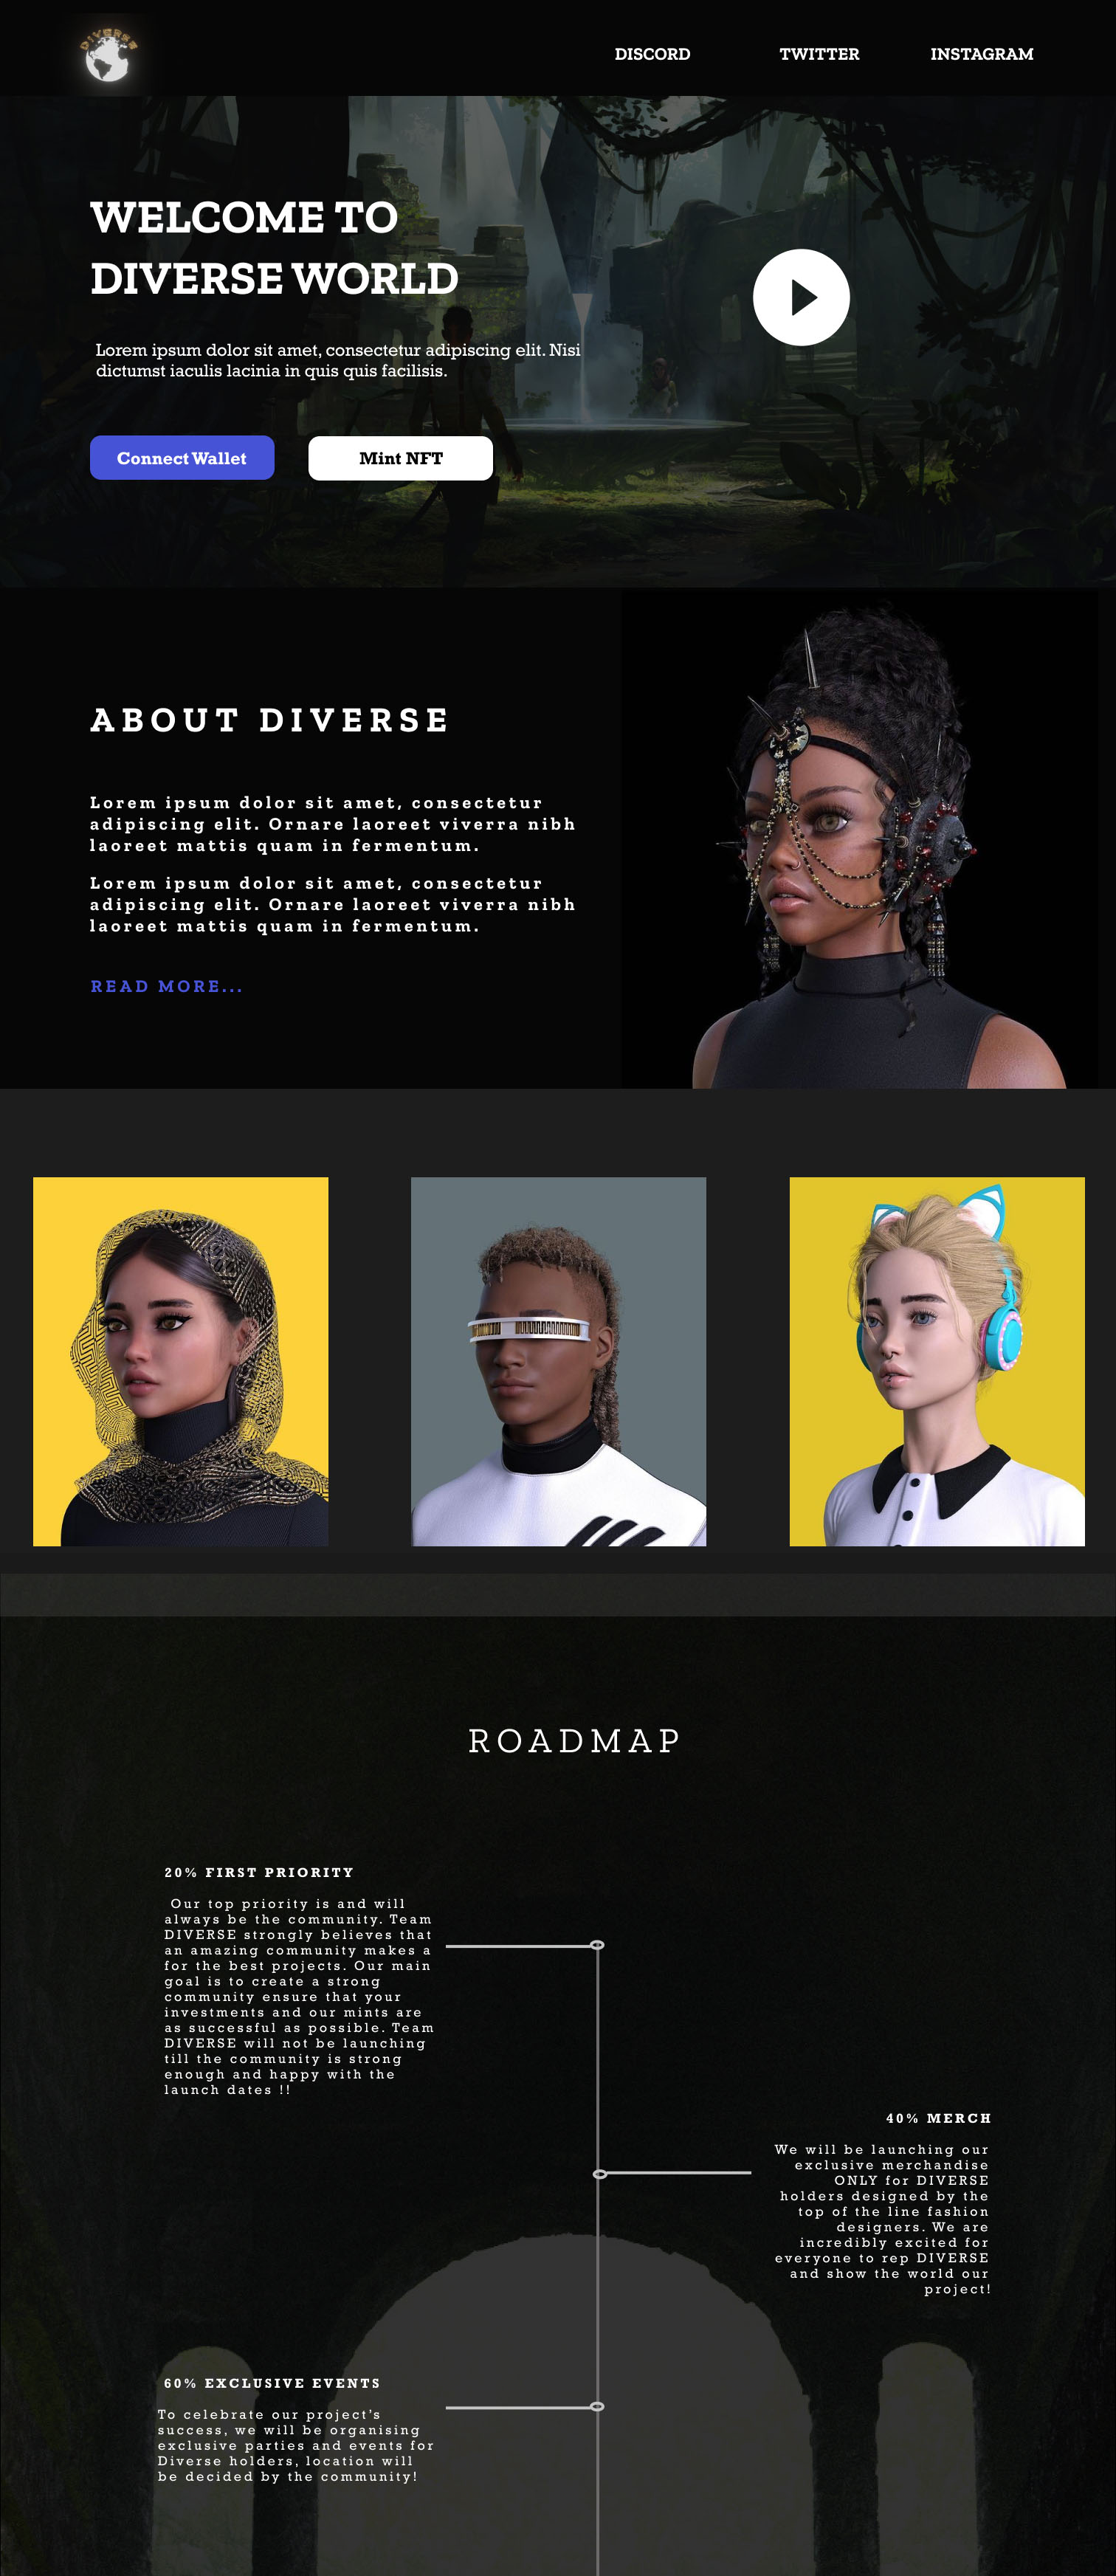 DIVERSE
DISCORD
TWITTER
INSTAGRAM
WELCOME TO
DIVERSE WORLD
Lorem ipsum dolor sit amet, consectetur adipiscing elit. Nisi
dictumst iaculis lacinia in quis quis facilisis.
Connect Wallet
Mint NFT
ABOUT DIVERSE
Lorem ipsum dolor sit amet, consectetur
adipiscing elit. Ornare laoreet viverra nibh
laoreet mattis quam in fermentum.
Lorem ipsum dolor sit amet, consectetur
adipiscing elit. Ornare laoreet viverra nibh
laoreet mattis quam in fermentum.
READ MORE...
ROADMAP
20% FIRST PRIORITY
Our top priority is and will
always be the community. Team
DIVERSE strongly believes that
an amazing community makes a
for the best projects. Our main
goal is to create a strong
community ensure that your
investments and our mints are
as successful as possible. Team
DIVERSE will not be launching
till the community is strong
enough and happy with the
launch dates !!
40% MERCH
We will be launching our
exclusive merchandise
ONLY for DIVERSE
holders designed by the
top of the line fashion
designers. We are
incredibly excited for
everyone to rep DIVERSE
and show the world our
project!
60% EXCLUSIVE EVENTS
To celebrate our project's
success, we will be organising
exclusive parties and events for
Diverse holders, location will
be decided by the community!